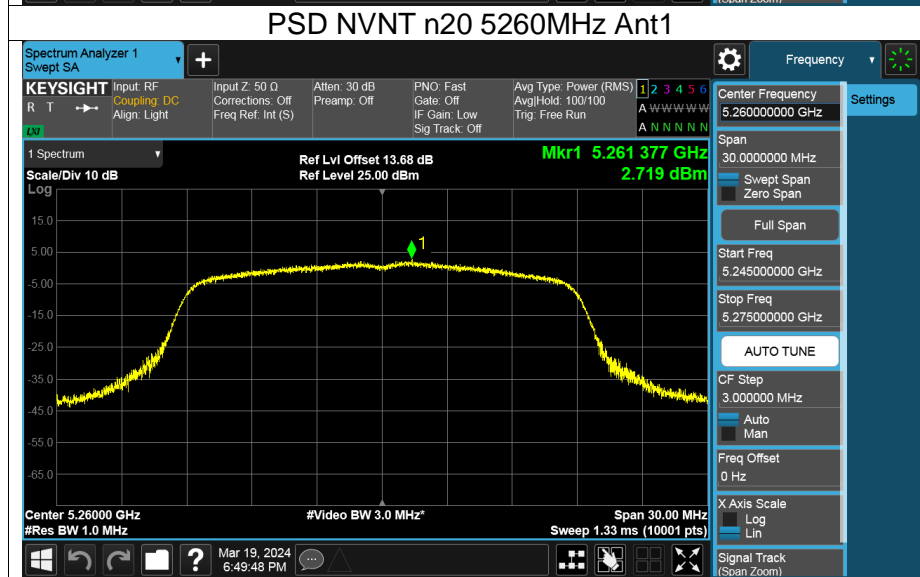 (Span Zoom)
PSD NVNT n20 5260MHz Ant1
Spectrum Analyzer 1
Swept SA
+
Frequency
KEYSIGHT
R T
LXI
Input: RF
Coupling: DC
Align: Light
Input Z: 50 Ω
Corrections: Off
Freq Ref: Int (S)
Atten: 30 dB
Preamp: Off
PNO: Fast
Gate: Off
IF Gain: Low
Sig Track: Off
Avg Type: Power (RMS)
Avg|Hold: 100/100
Trig: Free Run
1 2 3 4 5 6
A W W W W W
A N N N N N
1 Spectrum
Scale/Div 10 dB
Log
Ref Lvl Offset 13.68 dB
Ref Level 25.00 dBm
Mkr1 5.261 377 GHz
2.719 dBm
1
15.0
5.00
-5.00
-15.0
-25.0
-35.0
-45.0
-55.0
-65.0
Center 5.26000 GHz
#Res BW 1.0 MHz
#Video BW 3.0 MHz*
Span 30.00 MHz
Sweep 1.33 ms (10001 pts)
Center Frequency
5.260000000 GHz
Settings
Span
30.0000000 MHz
Swept Span
Zero Span
Full Span
Start Freq
5.245000000 GHz
Stop Freq
5.275000000 GHz
AUTO TUNE
CF Step
3.000000 MHz
Auto
Man
Freq Offset
0 Hz
X Axis Scale
Log
Lin
Signal Track
(Span Zoom)
?
Mar 19, 2024
6:49:48 PM